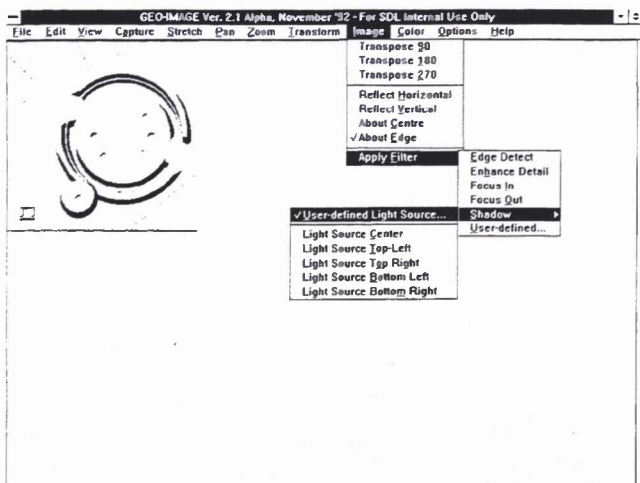 GEO-IMAGE Ver. 2.1 Alpha, November '92 - For SDL Internal Use Only
File Edit View Capture Stretch Pan Zoom Transform Image Color Options Help
Transpose 90
Transpose 180
Transpose 270
Reflect Horizontal
Reflect Vertical
About Centre
✓About Edge
Apply Filter
Edge Detect
Enhance Detail
Focus In
Focus Out
Shadow
User-defined...
✓User-defined Light Source...
Light Source Center
Light Source Top-Left
Light Source Top Right
Light Source Bottom Left
Light Source Bottom Right